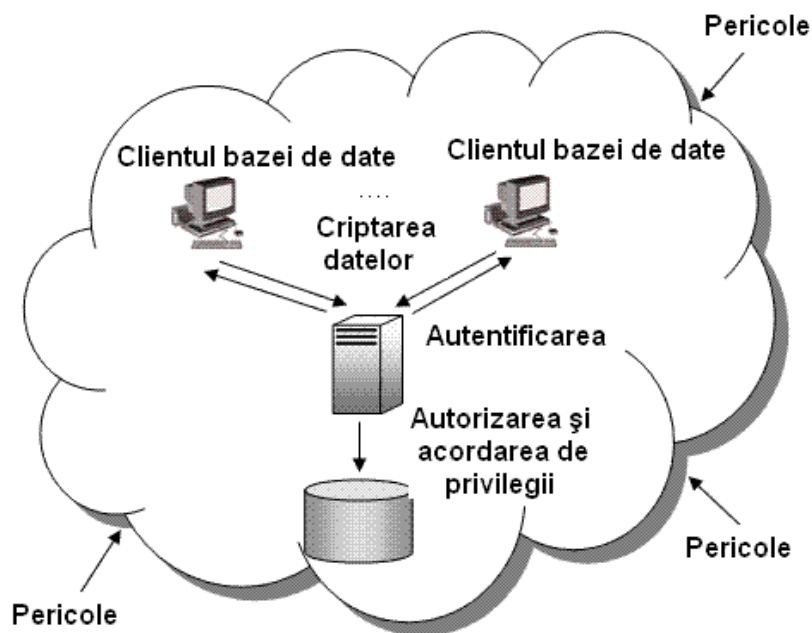 Pericole
Clientul bazei de date
Clientul bazei de date
....
Criptarea
datelor
Autentificarea
Autorizarea şi
acordarea de
privilegii
Pericole
Pericole